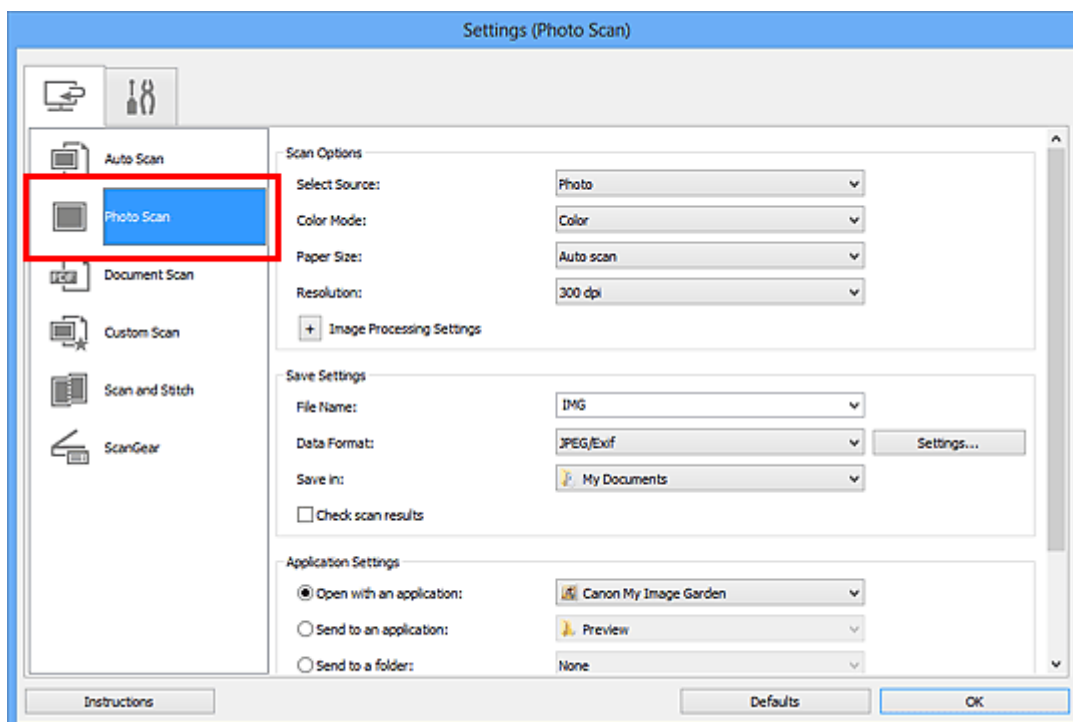 Settings (Photo Scan)
Auto Scan
Photo Scan
Document Scan
Custom Scan
Scan and Stitch
ScanGear
Scan Options
Select Source: Photo
Color Mode: Color
Paper Size: Auto scan
Resolution: 300 dpi
+ Image Processing Settings
Save Settings
File Name: IMG
Data Format: JPEG/Exif Settings...
Save in: My Documents
Check scan results
Application Settings
Open with an application: Canon My Image Garden
Send to an application: Preview
Send to a folder: None
Instructions Defaults OK